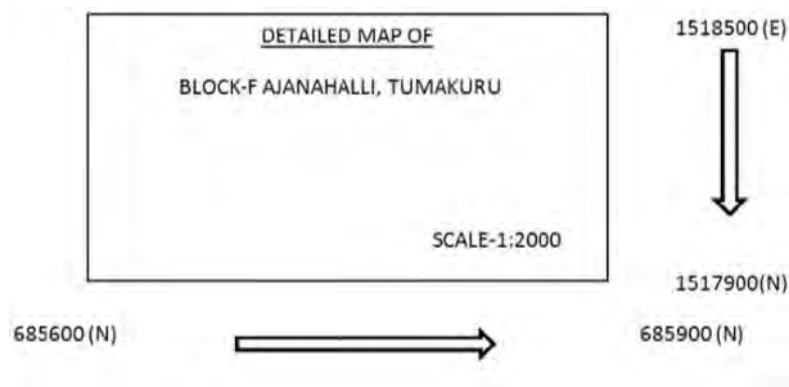 DETAILED MAP OF
1518500 (E)
BLOCK-F AJANAHALLI, TUMAKURU
SCALE-1:2000
1517900(N)
685600 (N)
685900 (N)